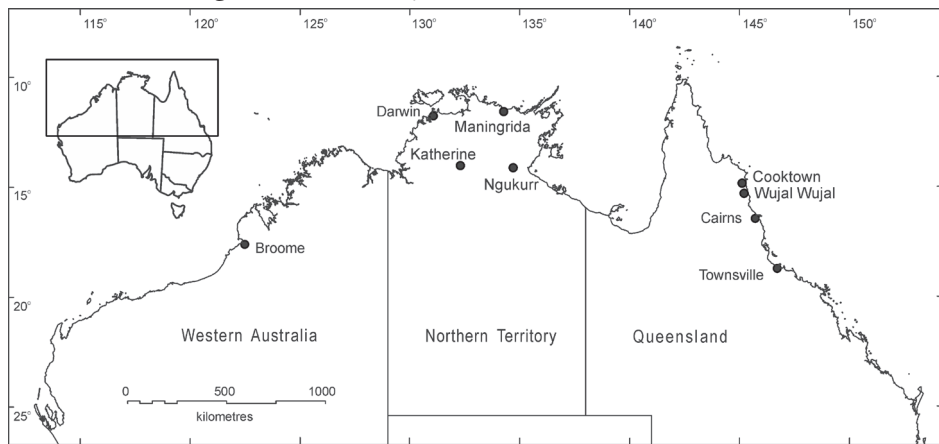 115° 120° 125° 130° 135° 140° 145° 150°
10°
Darwin
Maningrida
Katherine
15°
Ngukurr
Cooktown
Wujal Wujal
Cairns
Broome
Townsville
20°
Western Australia
Northern Territory
Queensland
0 500 1000
kilometres
25°